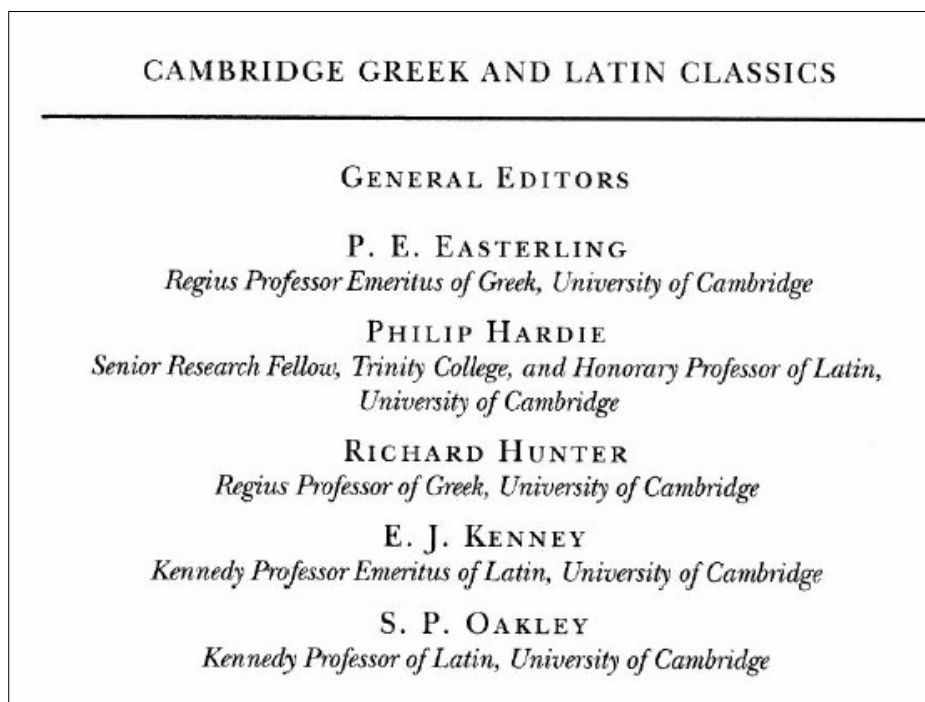 CAMBRIDGE GREEK AND LATIN CLASSICS
GENERAL EDITORS
P. E. EASTERLING
Regius Professor Emeritus of Greek, University of Cambridge
PHILIP HARDIE
Senior Research Fellow, Trinity College, and Honorary Professor of Latin,
University of Cambridge
RICHARD HUNTER
Regius Professor of Greek, University of Cambridge
E. J. KENNEY
Kennedy Professor Emeritus of Latin, University of Cambridge
S. P. OAKLEY
Kennedy Professor of Latin, University of Cambridge